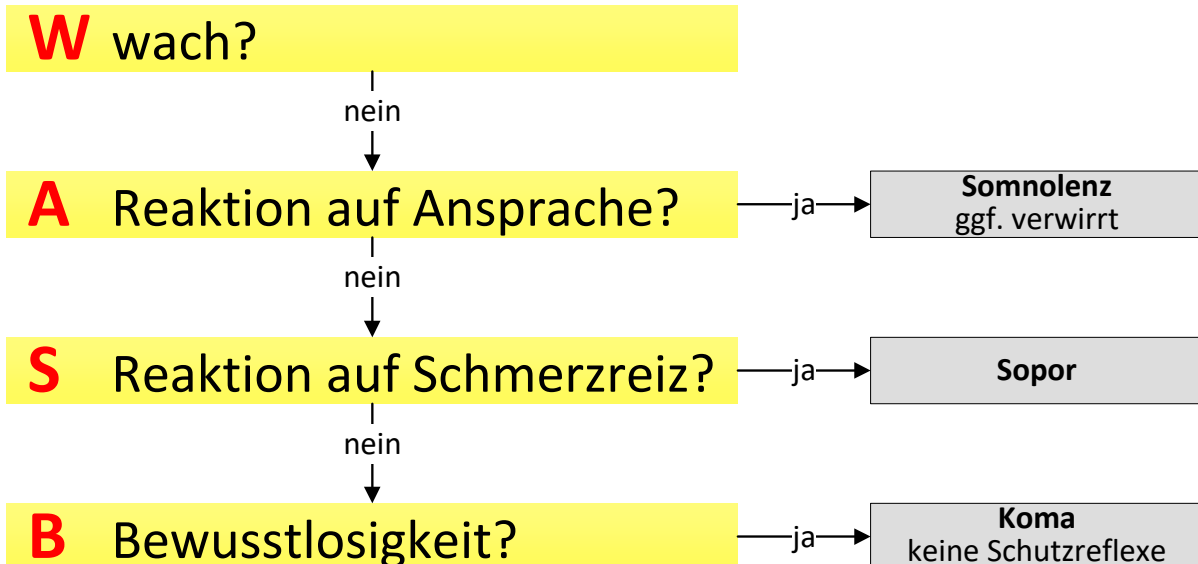 W wach?
nein
A Reaktion auf Ansprache?
ja
Somnolenz
ggf. verwirrt
nein
S Reaktion auf Schmerzreiz?
ja
Sopor
nein
B Bewusstlosigkeit?
ja
Koma
keine Schutzreflexe